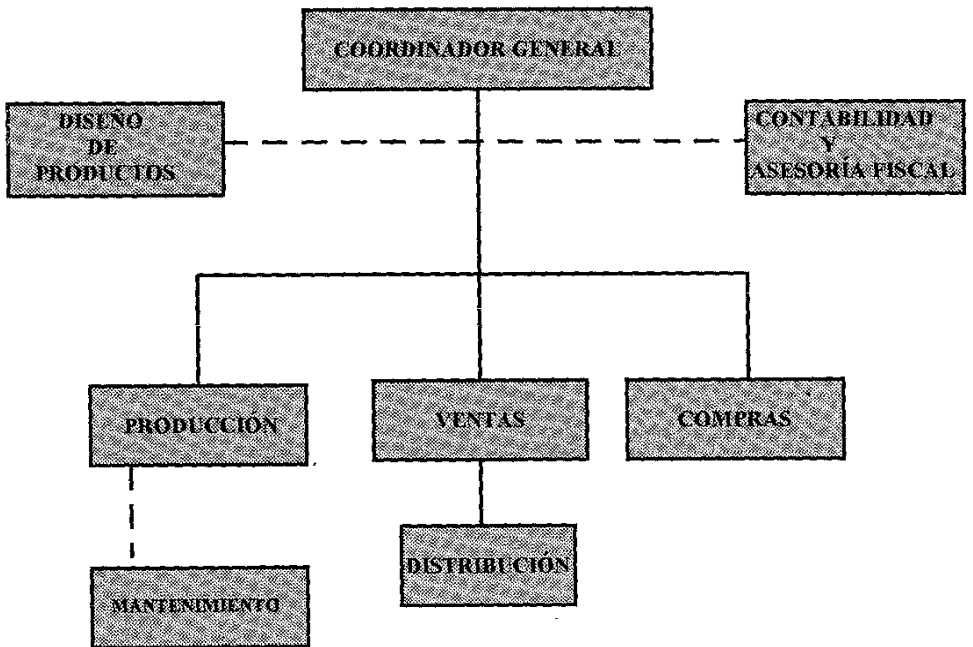 COORDINADOR GENERAL
DISEÑO
DE
PRODUCTOS
CONTABILIDAD
Y
ASESORÍA FISCAL
PRODUCCIÓN
VENTAS
COMPRAS
DISTRIBUCIÓN
MANTENIMIENTO